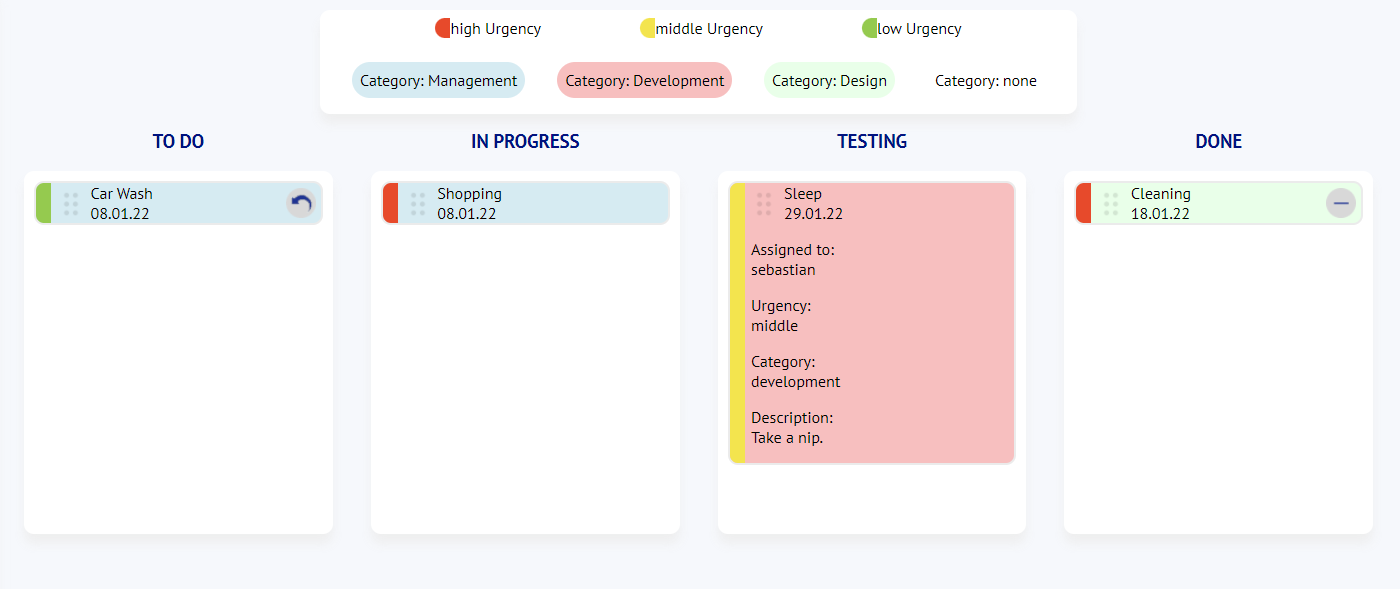 high Urgency
middle Urgency
low Urgency
Category: Management
Category: Development
Category: Design
Category: none
TO DO
Car Wash
08.01.22
IN PROGRESS
Shopping
08.01.22
TESTING
Sleep
29.01.22
Assigned to:
sebastian
Urgency:
middle
Category:
development
Description:
Take a nip.
DONE
Cleaning
18.01.22